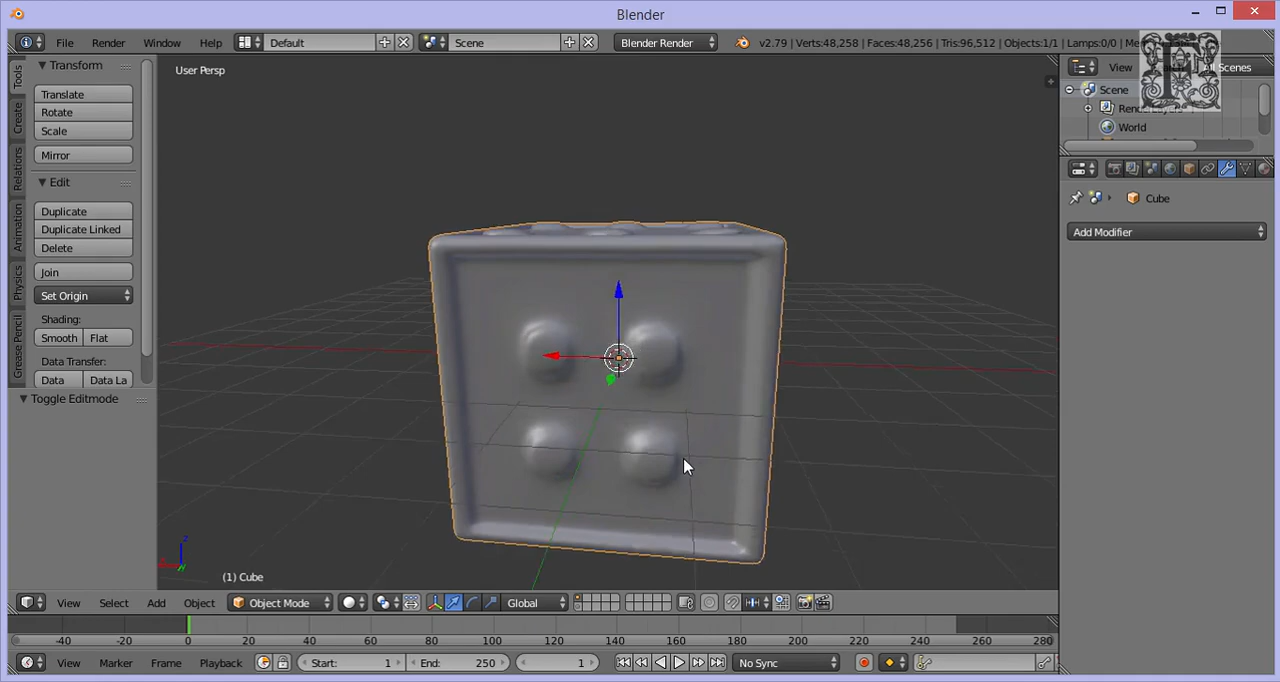 Blender
File Render Window Help Default Scene Blender Render v2.79 | Verts:48,258 | Faces:48,256 | Tris:96,512 | Objects:1/1 | Lamps:0/0 |
Tools
Create
Relations
Animation
Physics
Grease Pencil
Transform
Translate
Rotate
Scale
Mirror
Edit
Duplicate
Duplicate Linked
Delete
Join
Set Origin
Shading:
Smooth Flat
Data Transfer:
Data Data La
Toggle Editmode
User Persp
(1) Cube
View All Scenes
Scene
World
Cube
Add Modifier
View Select Add Object Object Mode Global
-40 -20 0 20 40 60 80 100 120 140 160 180 200 220 240 260 280
View Marker Frame Playback Start: 1 End: 250 1 No Sync